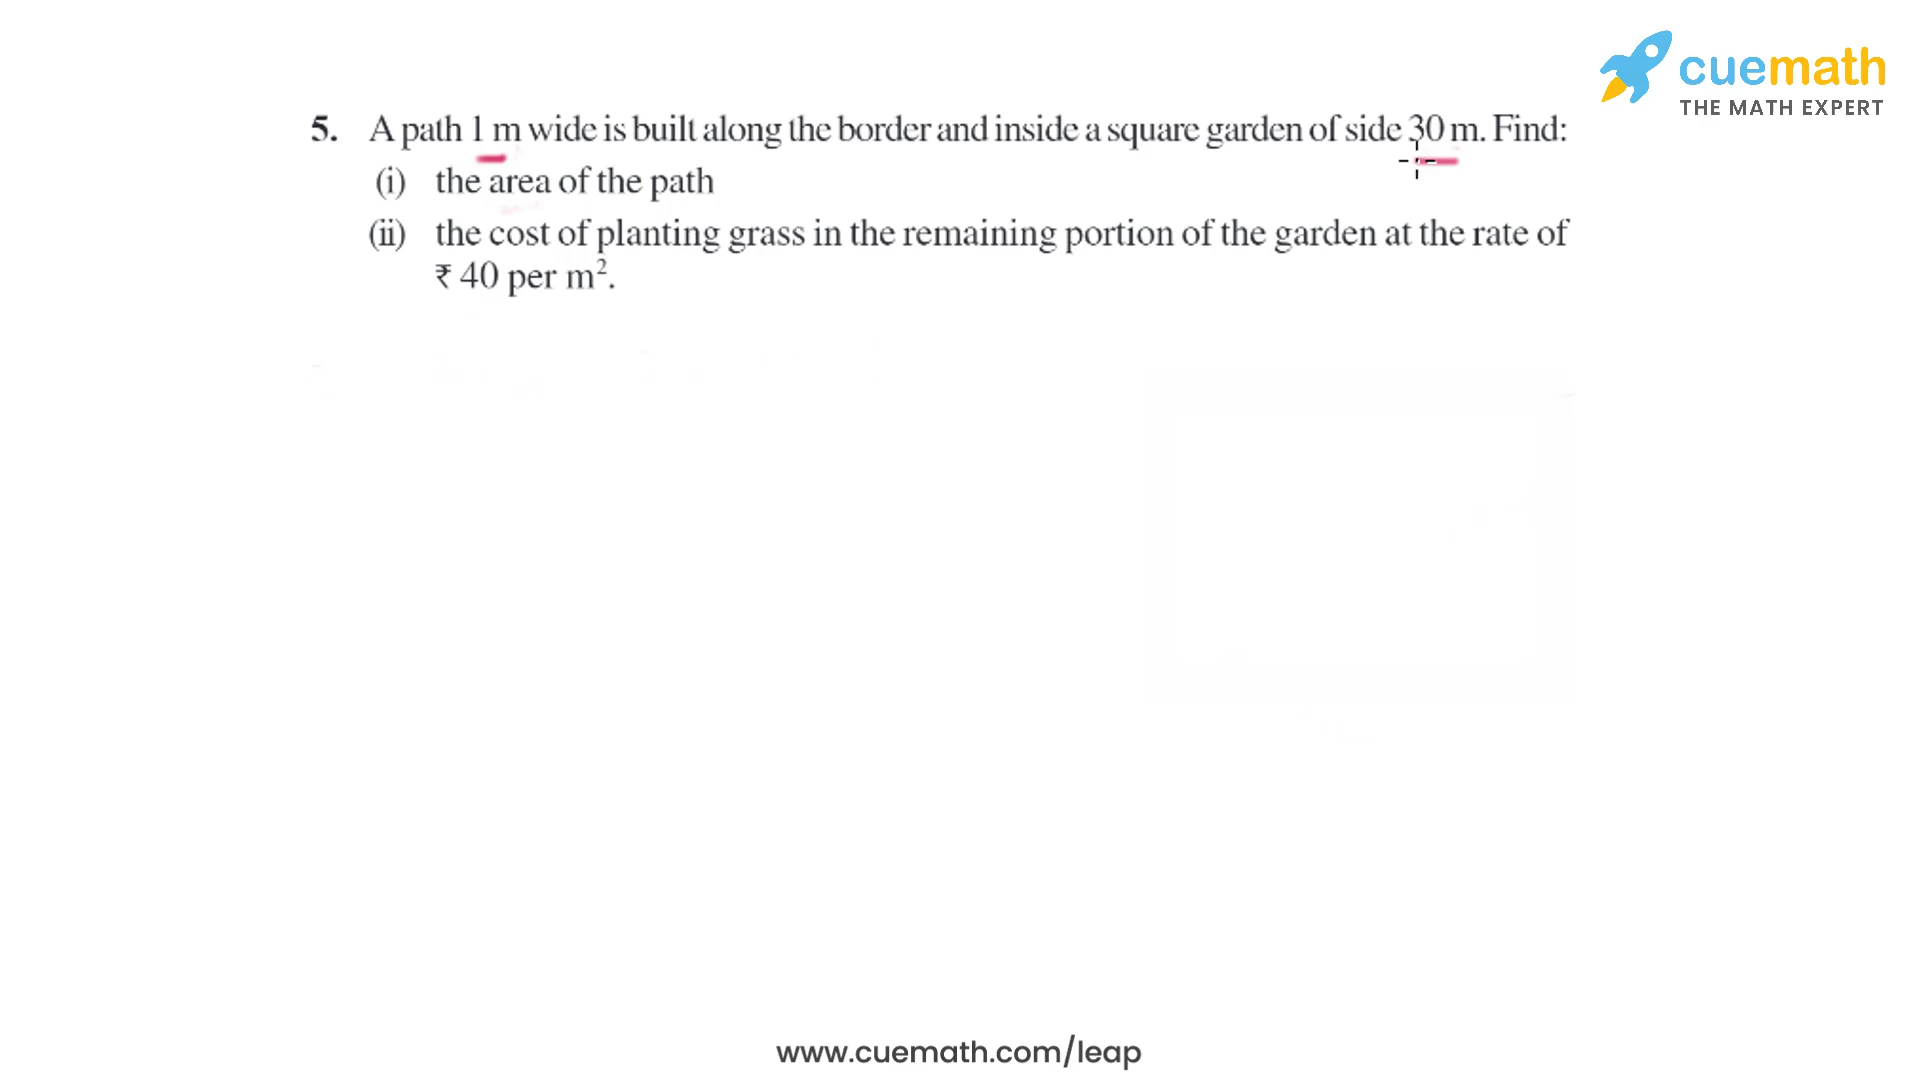 cuemath
THE MATH EXPERT
5. A path 1 m wide is built along the border and inside a square garden of side 30 m. Find:
(i) the area of the path
(ii) the cost of planting grass in the remaining portion of the garden at the rate of
₹ 40 per m².
www.cuemath.com/leap